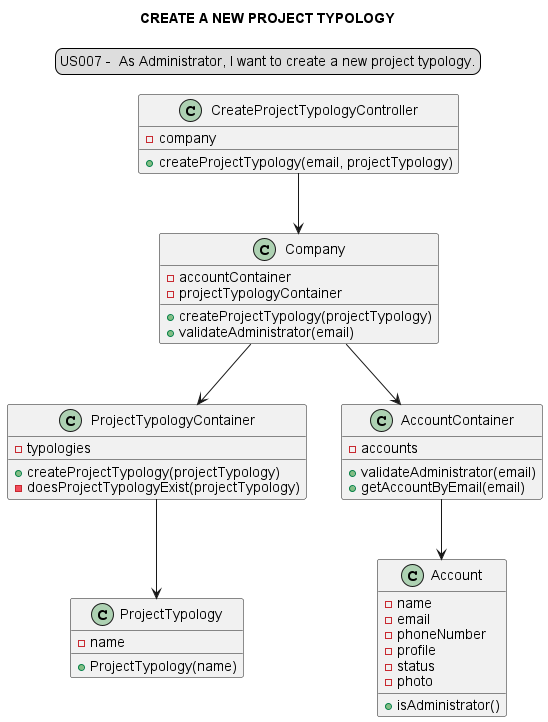 CREATE A NEW PROJECT TYPOLOGY
US007 -  As Administrator, I want to create a new project typology.
C CreateProjectTypologyController
company
createProjectTypology(email, projectTypology)
C Company
accountContainer
projectTypologyContainer
createProjectTypology(projectTypology)
validateAdministrator(email)
C ProjectTypologyContainer
typologies
createProjectTypology(projectTypology)
doesProjectTypologyExist(projectTypology)
C AccountContainer
accounts
validateAdministrator(email)
getAccountByEmail(email)
C ProjectTypology
name
ProjectTypology(name)
C Account
name
email
phoneNumber
profile
status
photo
isAdministrator()